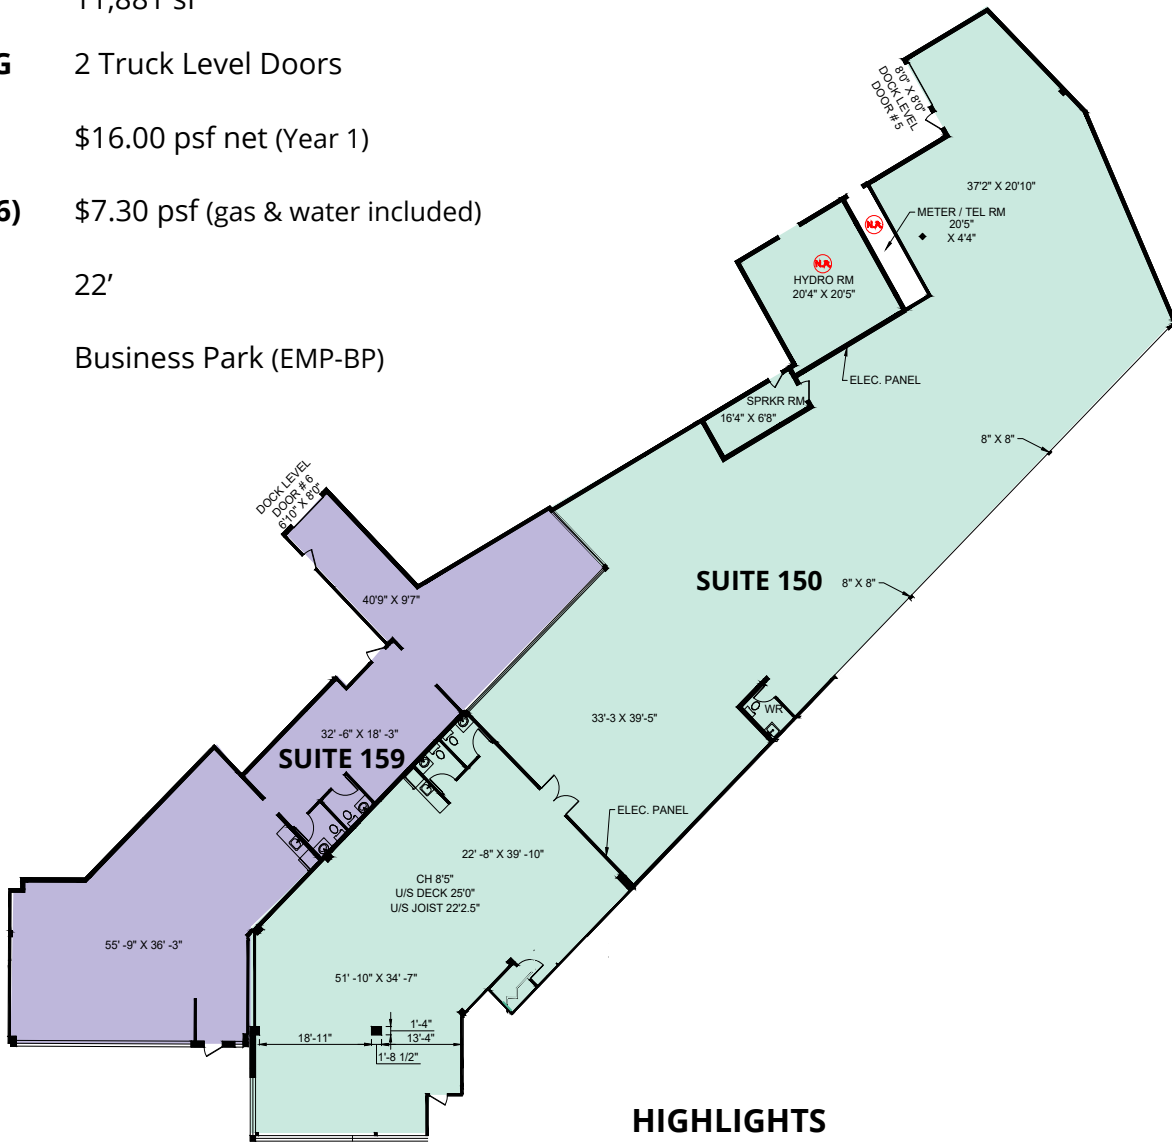 11,881 sf
G 2 Truck Level Doors
$16.00 psf net (Year 1)
6) $7.30 psf (gas & water included)
22’
Business Park (EMP-BP)
8'0" X 8'0"
DOCK LEVEL
DOOR # 5
37'2" X 20'10"
METER / TEL RM
20'5"
X 4'4"
N.R.
N.R.
HYDRO RM
20'4" X 20'5"
ELEC. PANEL
SPRKR RM
16'4" X 6'8"
8" X 8"
DOCK LEVEL
DOOR # 6
6'10" X 8'0"
SUITE 150
8" X 8"
40'9" X 9'7"
WR
33'-3 X 39'-5"
32' -6" X 18' -3"
SUITE 159
ELEC. PANEL
22' -8" X 39' -10"
CH 8'5"
U/S DECK 25'0"
U/S JOIST 22'2.5"
55' -9" X 36' -3"
51' -10" X 34' -7"
1'-4"
18'-11"
13'-4"
1'-8 1/2"
HIGHLIGHTS